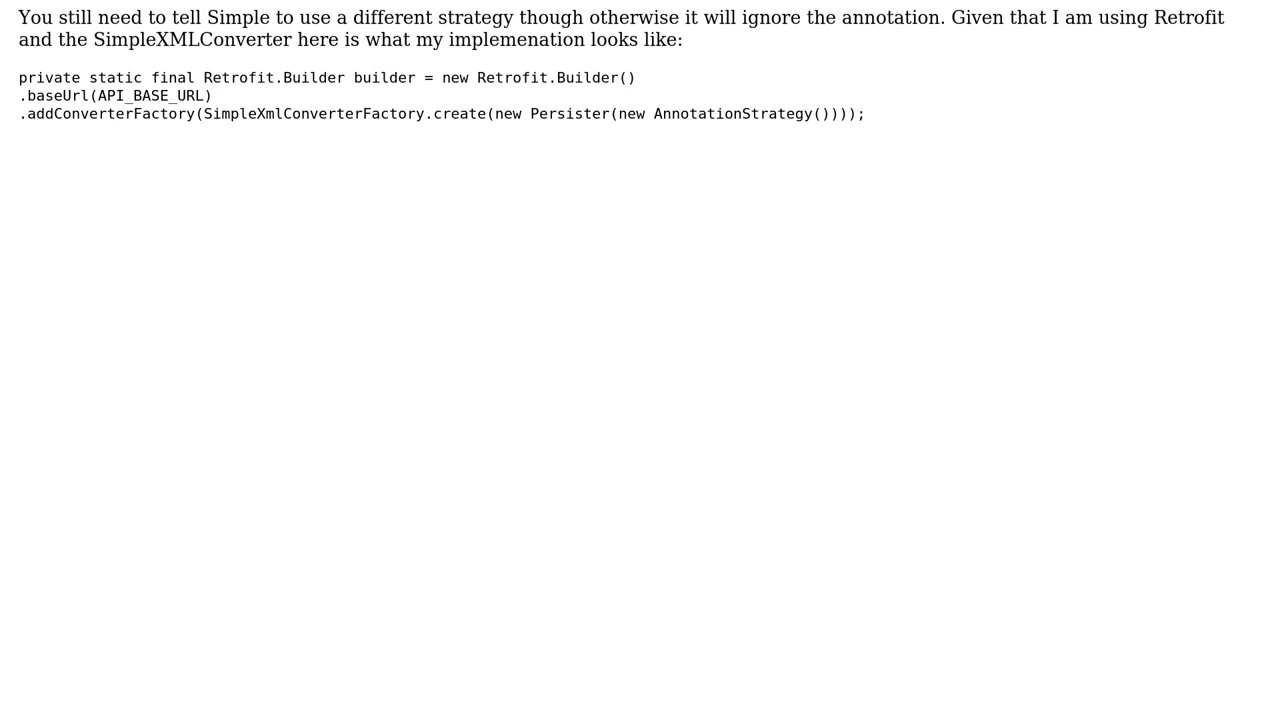 You still need to tell Simple to use a different strategy though otherwise it will ignore the annotation. Given that I am using Retrofit
and the SimpleXMLConverter here is what my implemenation looks like:
private static final Retrofit.Builder builder = new Retrofit.Builder()
.baseUrl(API_BASE_URL)
.addConverterFactory(SimpleXmlConverterFactory.create(new Persister(new AnnotationStrategy())));